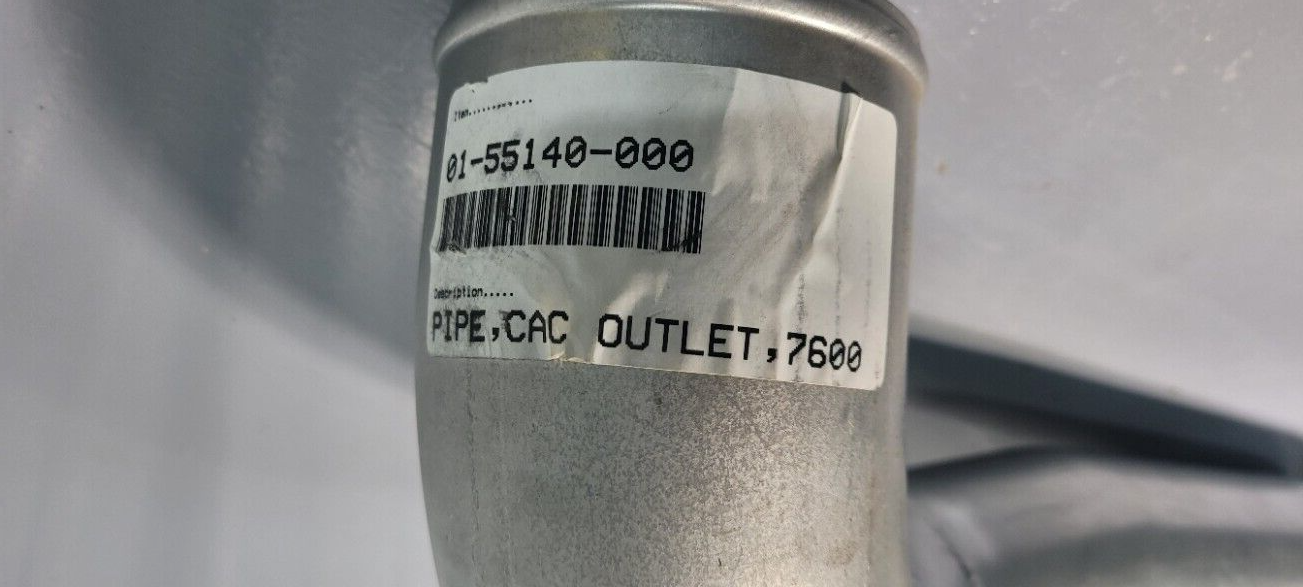 Item............
01-55140-000
Description.....
PIPE,CAC OUTLET,7600